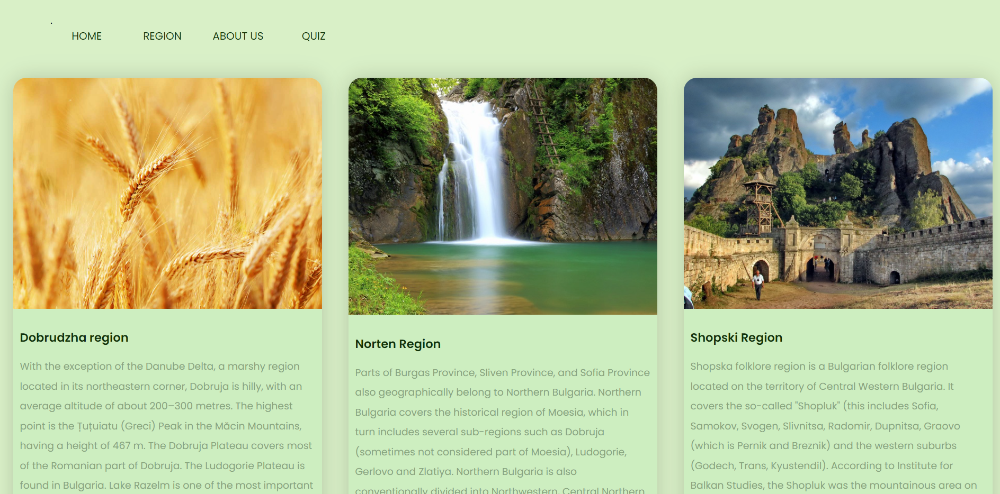 HOME REGION ABOUT US QUIZ
Dobrudzha region
With the exception of the Danube Delta, a marshy region
located in its northeastern corner, Dobruja is hilly, with an
average altitude of about 200–300 metres. The highest
point is the Țuțuiatu (Greci) Peak in the Măcin Mountains,
having a height of 467 m. The Dobruja Plateau covers most
of the Romanian part of Dobruja. The Ludogorie Plateau is
found in Bulgaria. Lake Razelm is one of the most important
Norten Region
Parts of Burgas Province, Sliven Province, and Sofia Province
also geographically belong to Northern Bulgaria. Northern
Bulgaria covers the historical region of Moesia, which in
turn includes several sub-regions such as Dobruja
(sometimes not considered part of Moesia), Ludogorie,
Gerlovo and Zlatiya. Northern Bulgaria is also
conventionally divided into Northwestern, Central Northern
Shopski Region
Shopska folklore region is a Bulgarian folklore region
located on the territory of Central Western Bulgaria. It
covers the so-called "Shopluk" (this includes Sofia,
Samokov, Svogen, Slivnitsa, Radomir, Dupnitsa, Graovo
(which is Pernik and Breznik) and the western suburbs
(Godech, Trans, Kyustendil). According to Institute for
Balkan Studies, the Shopluk was the mountainous area on